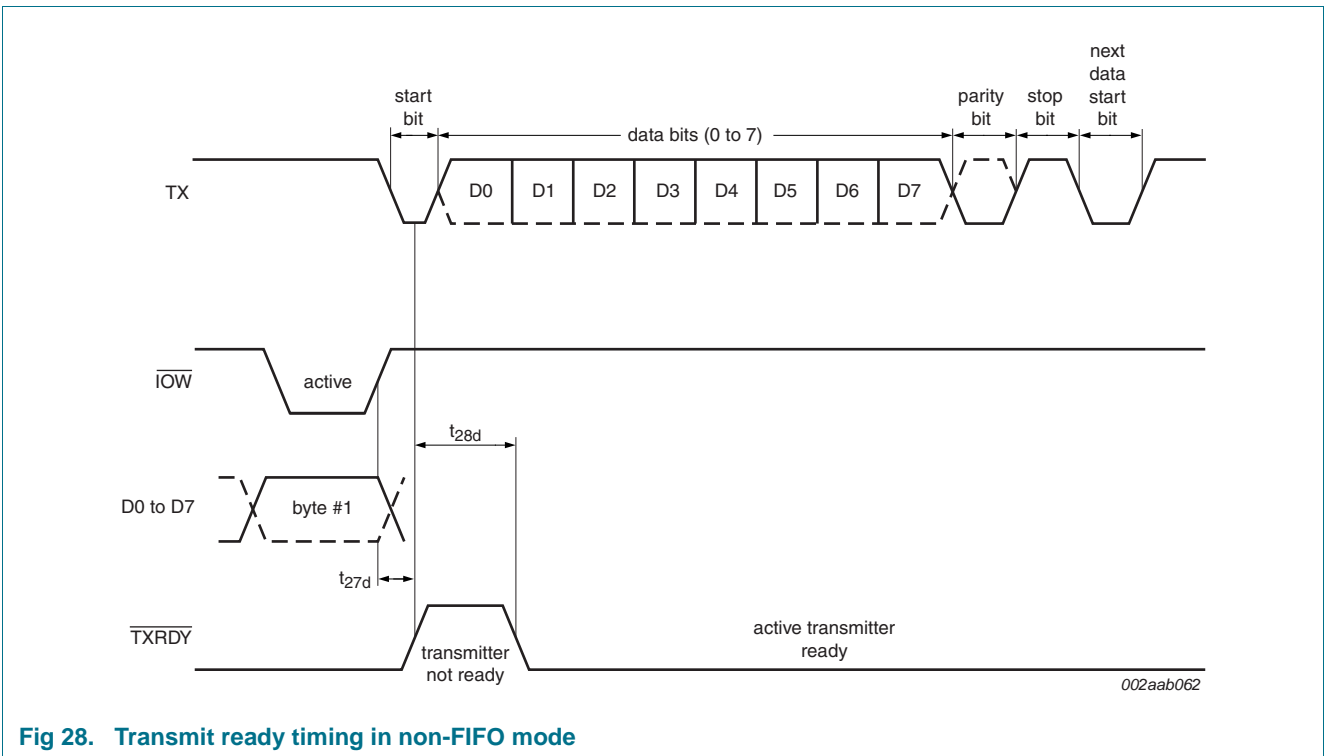 next
data
start
bit
start
bit
parity
bit
stop
bit
data bits (0 to 7)
TX
D0 D1 D2 D3 D4 D5 D6 D7
IOW
active
t28d
D0 to D7
byte #1
t27d
TXRDY
transmitter
not ready
active transmitter
ready
002aab062
Fig 28. Transmit ready timing in non-FIFO mode